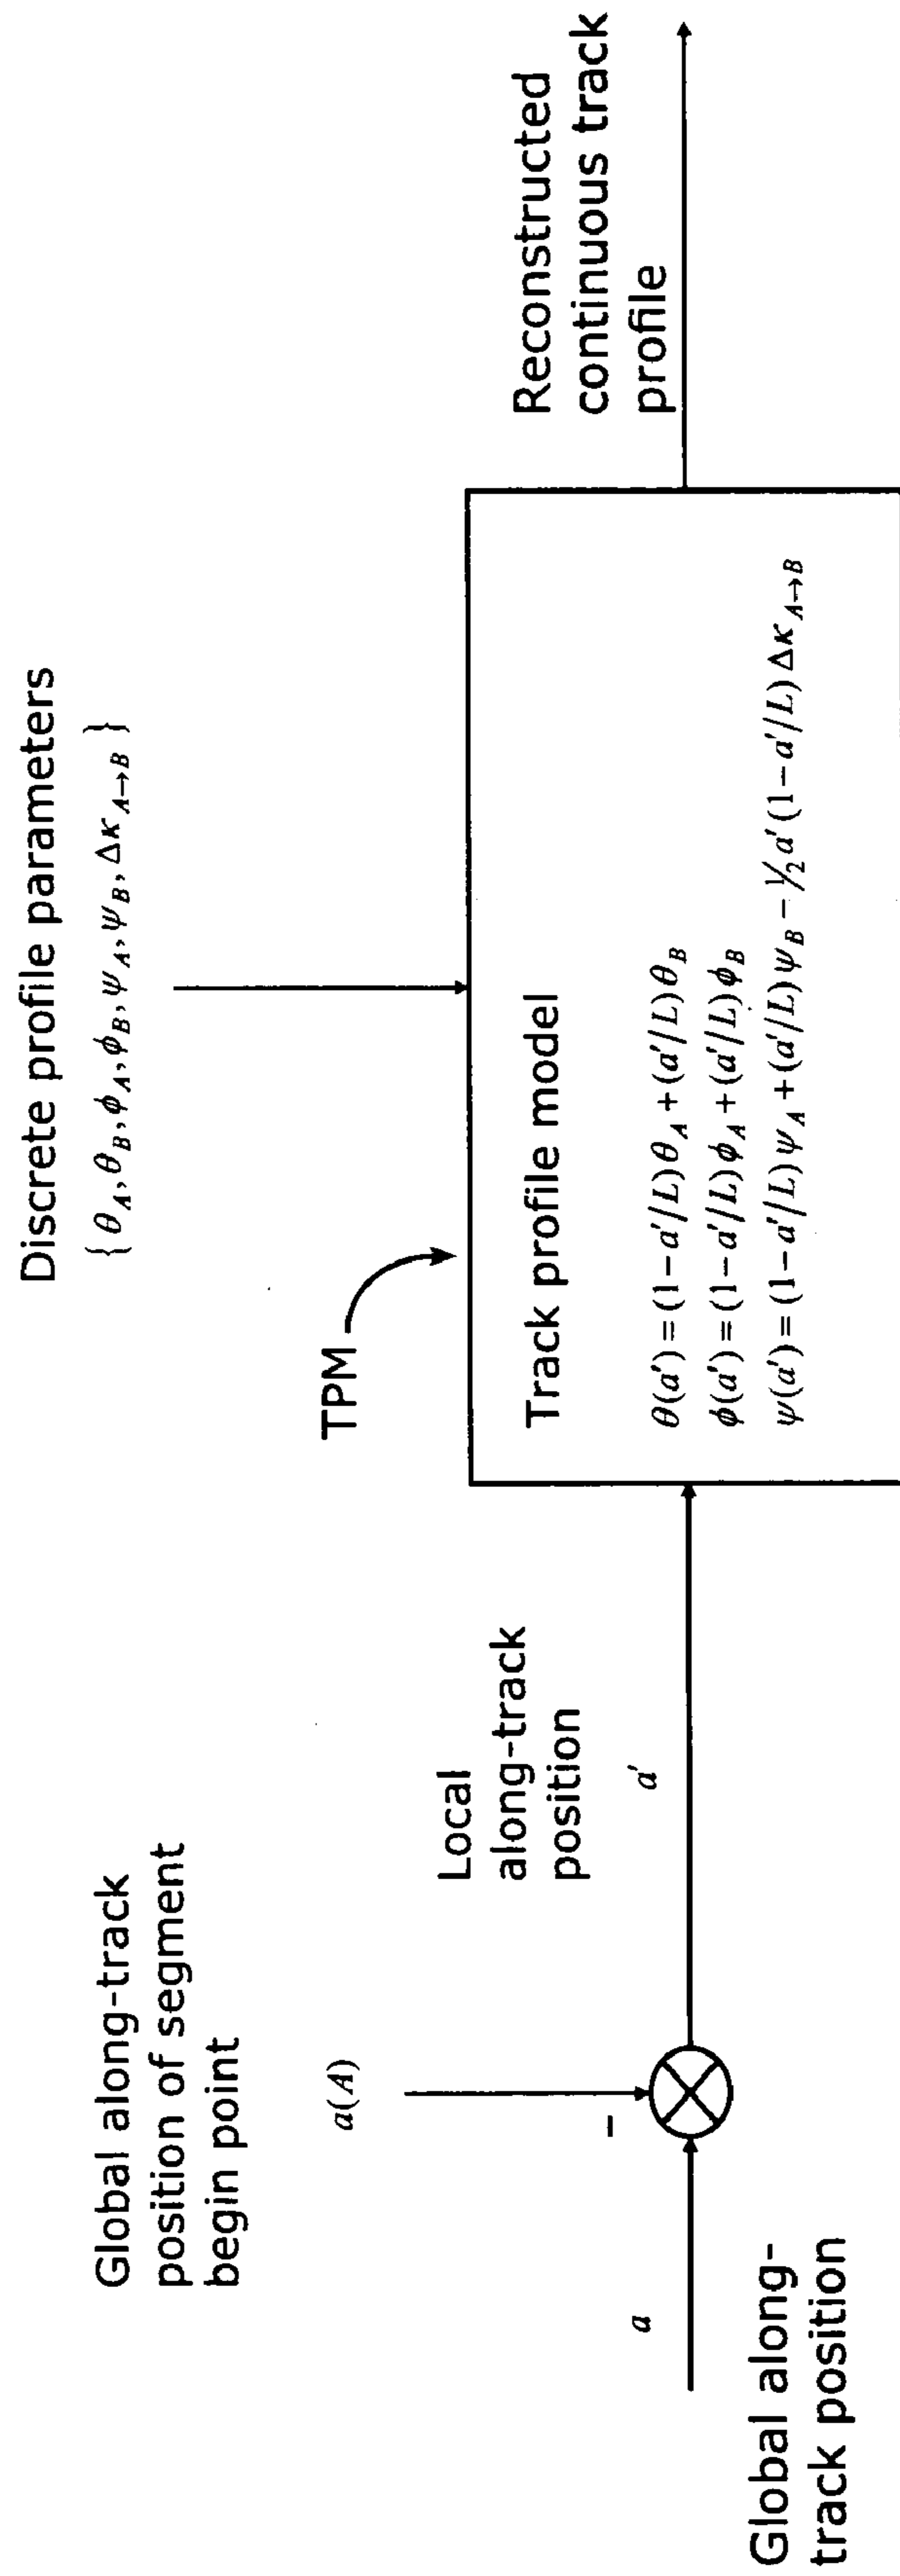 Discrete profile parameters
{ θ_A, θ_B, ϕ_A, ϕ_B, ψ_A, ψ_B, Δκ_{A→B} }
Global along-track
position of segment
begin point
a(A)
TPM
Local
along-track
position
Reconstructed
continuous track
profile
−
a
a′
Global along-
track position
Track profile model
θ(a′) = (1−a′/L)θ_A + (a′/L)θ_B
ϕ(a′) = (1−a′/L)ϕ_A + (a′/L)ϕ_B
ψ(a′) = (1−a′/L)ψ_A + (a′/L)ψ_B − ½ a′(1−a′/L)Δκ_{A→B}